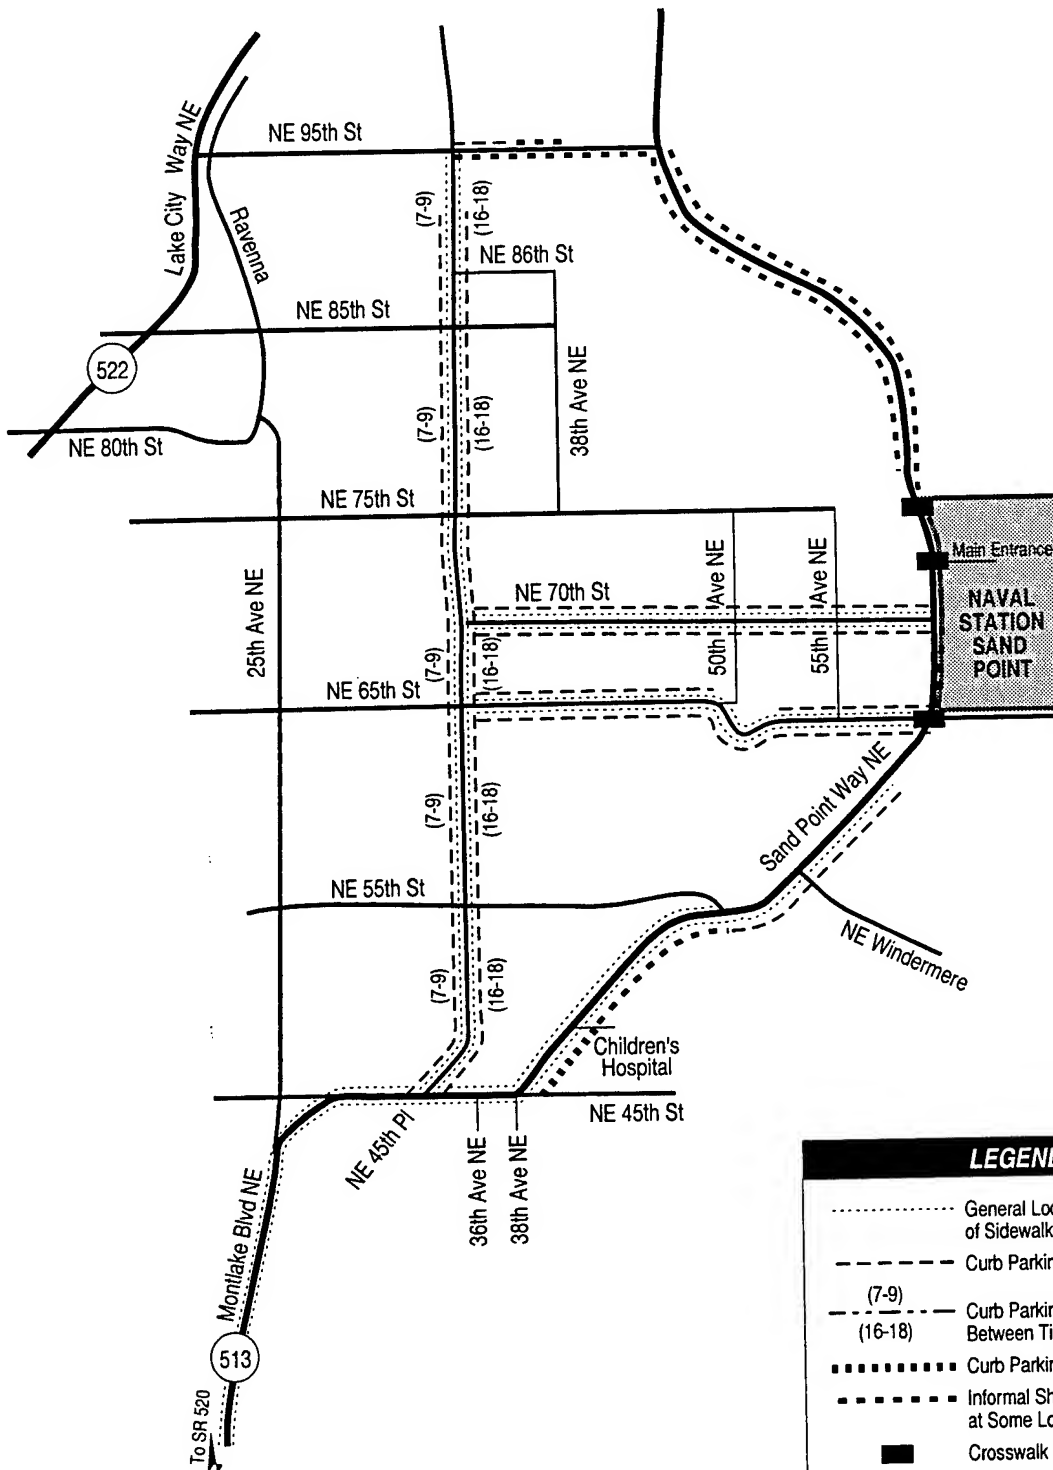 NE 95th St
Lake City Way NE
Ravenna
(7-9)
(16-18)
NE 86th St
NE 85th St
522
38th Ave NE
(7-9)
(16-18)
NE 80th St
NE 75th St
Main Entrance
NAVAL
STATION
SAND
POINT
25th Ave NE
NE 70th St
50th Ave NE
55th Ave NE
(7-9)
(16-18)
NE 65th St
Sand Point Way NE
(7-9)
(16-18)
NE 55th St
NE Windermere
(7-9)
(16-18)
Children's
Hospital
NE 45th St
NE 45th Pl
36th Ave NE
38th Ave NE
Montlake Blvd NE
513
To SR 520
LEGEN
General Lo
of Sidewalk
Curb Parkin
(7-9)
(16-18)
Curb Parkin
Between Ti
Curb Parkin
Informal Sh
at Some Lo
Crosswalk